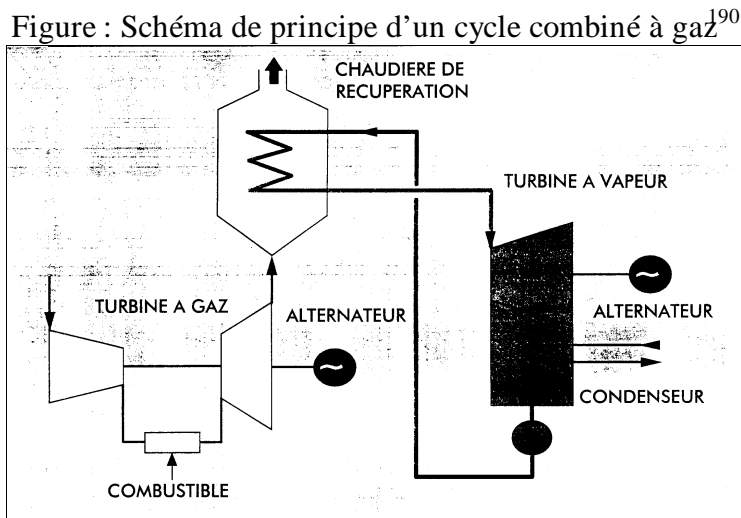 Figure : Schéma de principe d'un cycle combiné à gaz190
CHAUDIERE DE
RECUPERATION
TURBINE A VAPEUR
TURBINE A GAZ
ALTERNATEUR
ALTERNATEUR
CONDENSEUR
COMBUSTIBLE